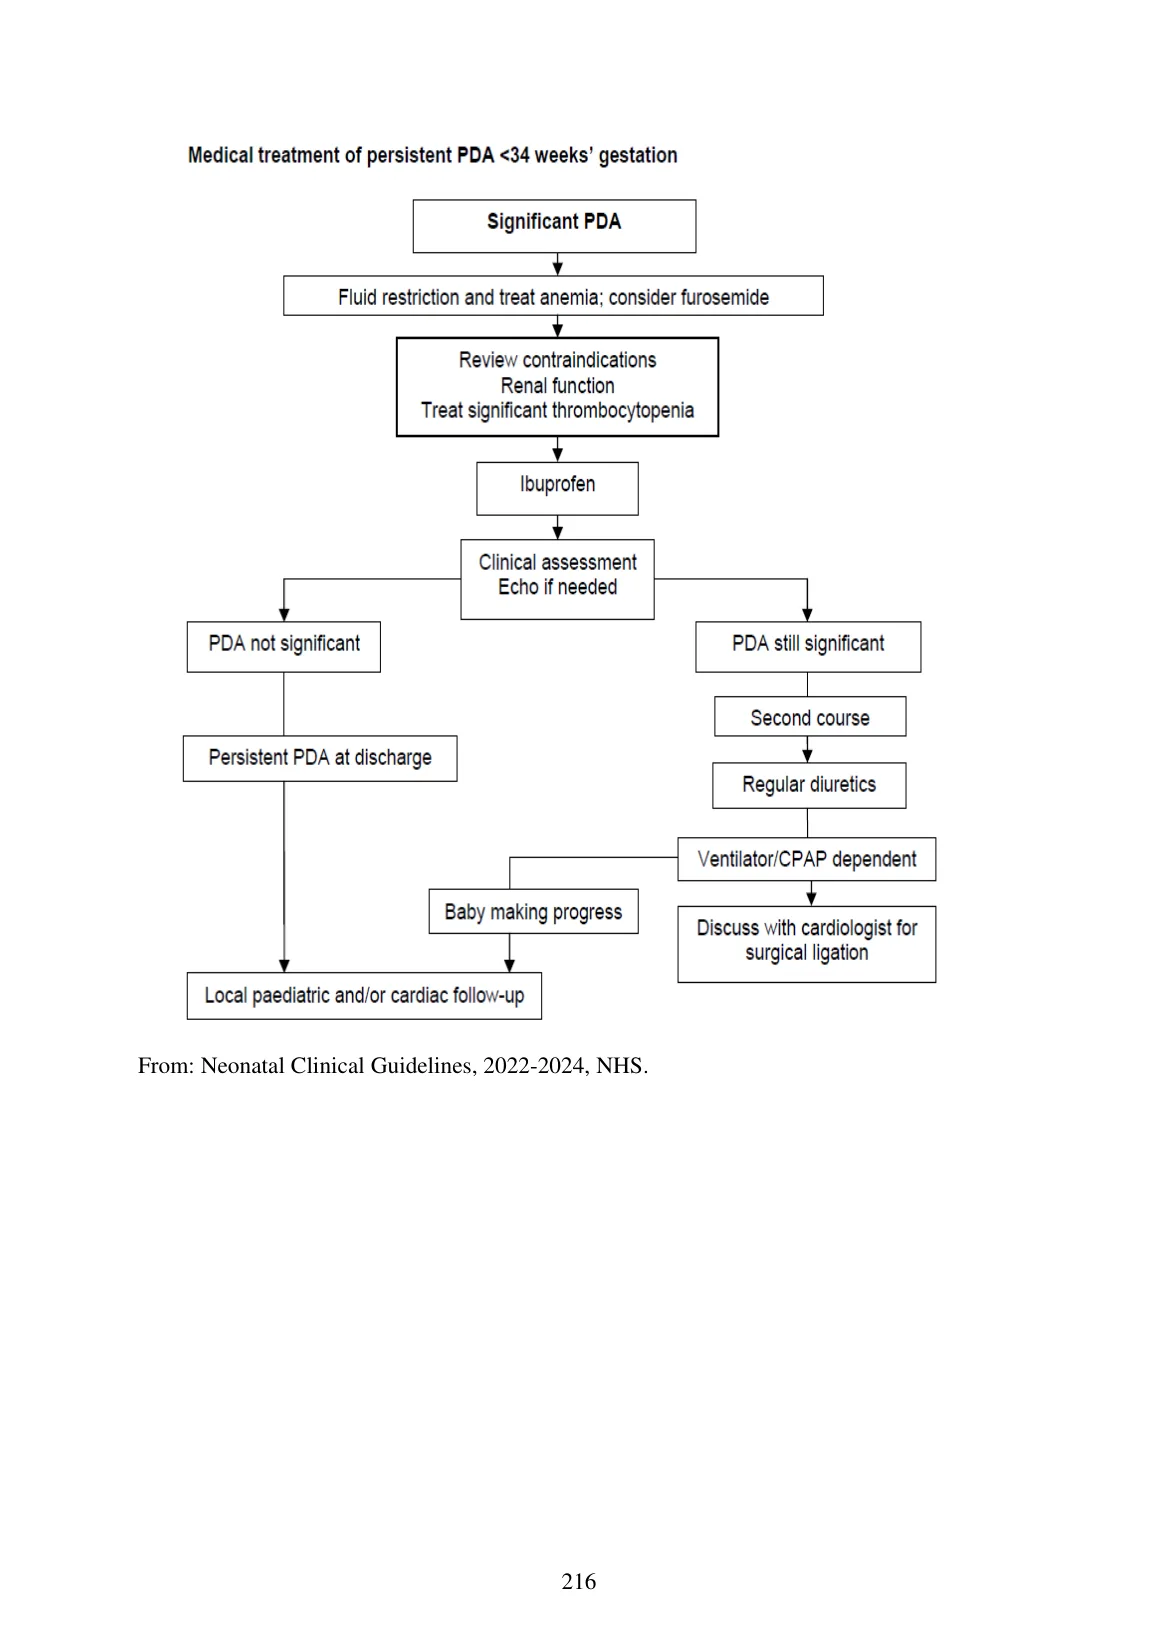 Medical treatment of persistent PDA <34 weeks' gestation
Significant PDA
Fluid restriction and treat anemia; consider furosemide
Review contraindications
Renal function
Treat significant thrombocytopenia
Ibuprofen
Clinical assessment
Echo if needed
PDA not significant
PDA still significant
Second course
Persistent PDA at discharge
Regular diuretics
Ventilator/CPAP dependent
Baby making progress
Discuss with cardiologist for
surgical ligation
Local paediatric and/or cardiac follow-up
From: Neonatal Clinical Guidelines, 2022-2024, NHS.
216